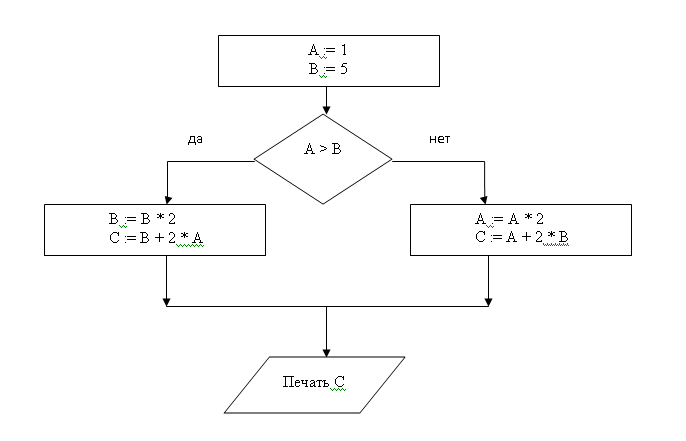 A := 1
B := 5
A > B
да
нет
B := B * 2
C := B + 2 * A
A := A * 2
C := A + 2 * B
Печать C